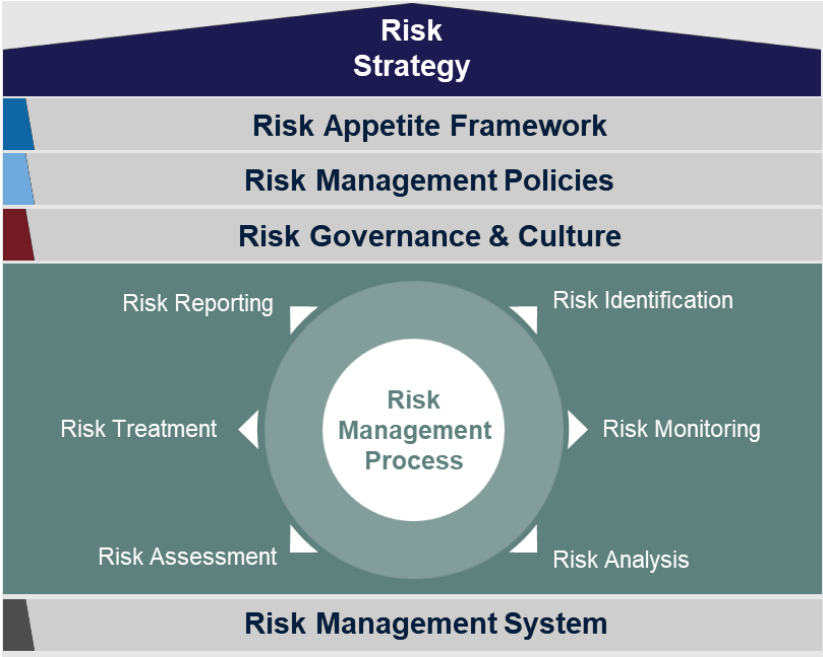 Risk
Strategy
Risk Appetite Framework
Risk Management Policies
Risk Governance & Culture
Risk Reporting
Risk Identification
Risk Treatment
Risk
Management
Process
Risk Monitoring
Risk Assessment
Risk Analysis
Risk Management System